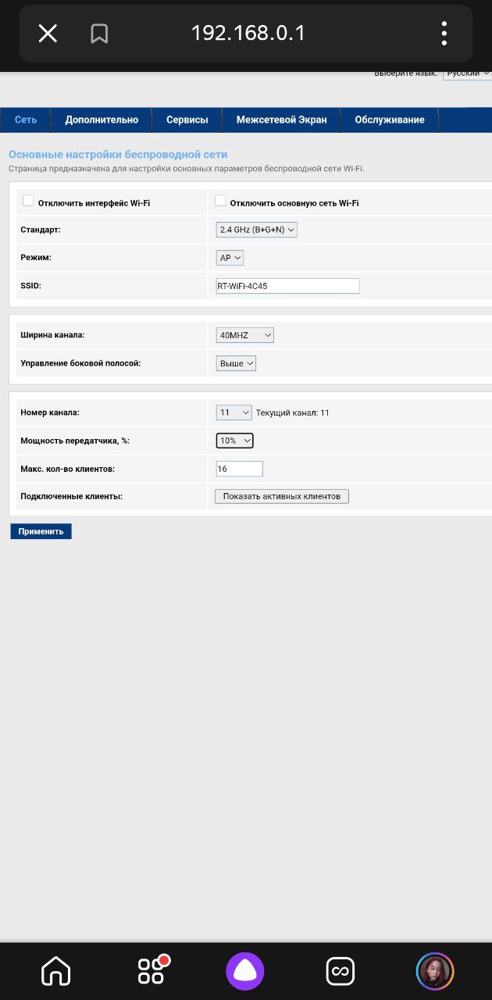 192.168.0.1
Выберите язык: Русский
Сеть Дополнительно Сервисы Межсетевой Экран Обслуживание
Основные настройки беспроводной сети
Страница предназначена для настройки основных параметров беспроводной сети Wi-Fi.
Отключить интерфейс Wi-Fi Отключить основную сеть Wi-Fi
Стандарт: 2.4 GHz (B+G+N)
Режим: AP
SSID: RT-WiFi-4C45
Ширина канала: 40MHZ
Управление боковой полосой: Выше
Номер канала: 11 Текущий канал: 11
Мощность передатчика, %: 10%
Макс. кол-во клиентов: 16
Подключенные клиенты: Показать активных клиентов
Применить